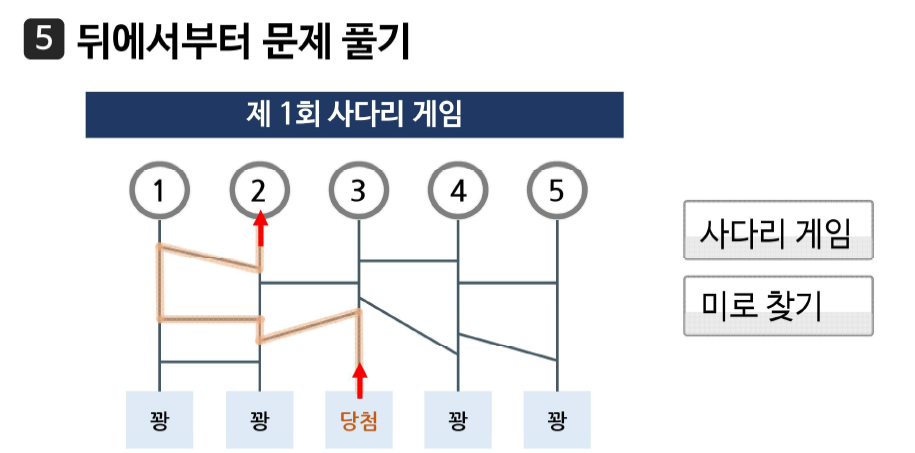 5 뒤에서부터 문제 풀기
제 1회 사다리 게임
1 2 3 4 5
사다리 게임
미로 찾기
꽝 꽝 당첨 꽝 꽝